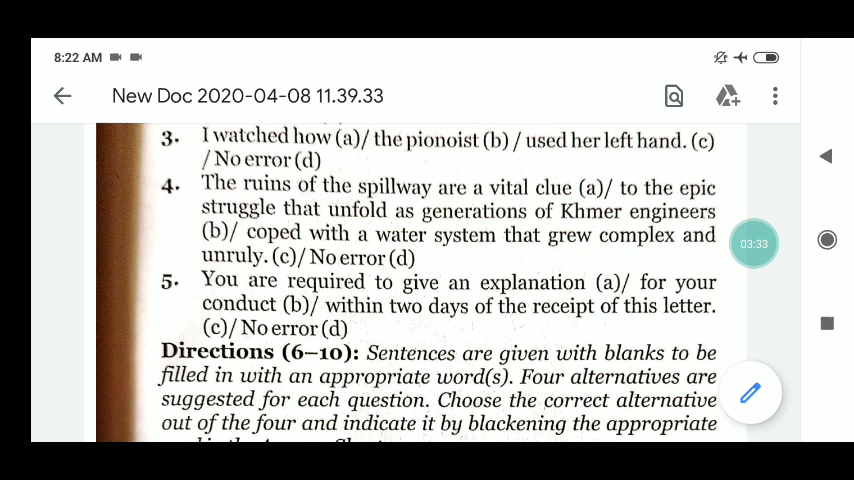 8:22 AM
New Doc 2020-04-08 11.39.33
3. I watched how (a)/ the pionoist (b) / used her left hand. (c)
/ No error (d)
4. The ruins of the spillway are a vital clue (a)/ to the epic
struggle that unfold as generations of Khmer engineers
(b)/ coped with a water system that grew complex and
unruly. (c)/ No error (d)
5. You are required to give an explanation (a)/ for your
conduct (b)/ within two days of the receipt of this letter.
(c)/ No error (d)
Directions (6–10): Sentences are given with blanks to be
filled in with an appropriate word(s). Four alternatives are
suggested for each question. Choose the correct alternative
out of the four and indicate it by blackening the appropriate
03:33